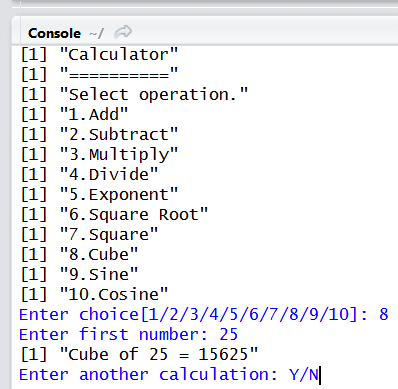 Console ~/
[1] "Calculator"
[1] "=========="
[1] "Select operation."
[1] "1.Add"
[1] "2.Subtract"
[1] "3.Multiply"
[1] "4.Divide"
[1] "5.Exponent"
[1] "6.Square Root"
[1] "7.Square"
[1] "8.Cube"
[1] "9.Sine"
[1] "10.Cosine"
Enter choice[1/2/3/4/5/6/7/8/9/10]: 8
Enter first number: 25
[1] "Cube of 25 = 15625"
Enter another calculation: Y/N